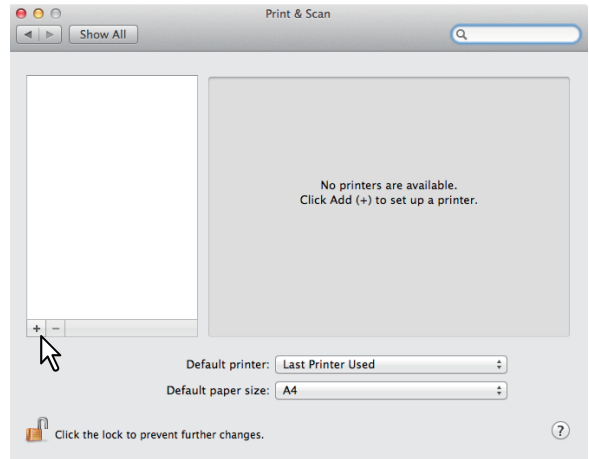 Print & Scan
Show All
No printers are available.
Click Add (+) to set up a printer.
+ −
Default printer: Last Printer Used
Default paper size: A4
Click the lock to prevent further changes.
?